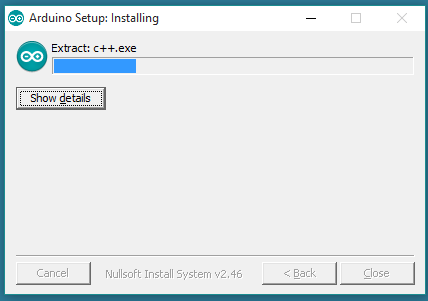 Arduino Setup: Installing
Extract: c++.exe
Show details
Cancel
Nullsoft Install System v2.46
< Back
Close